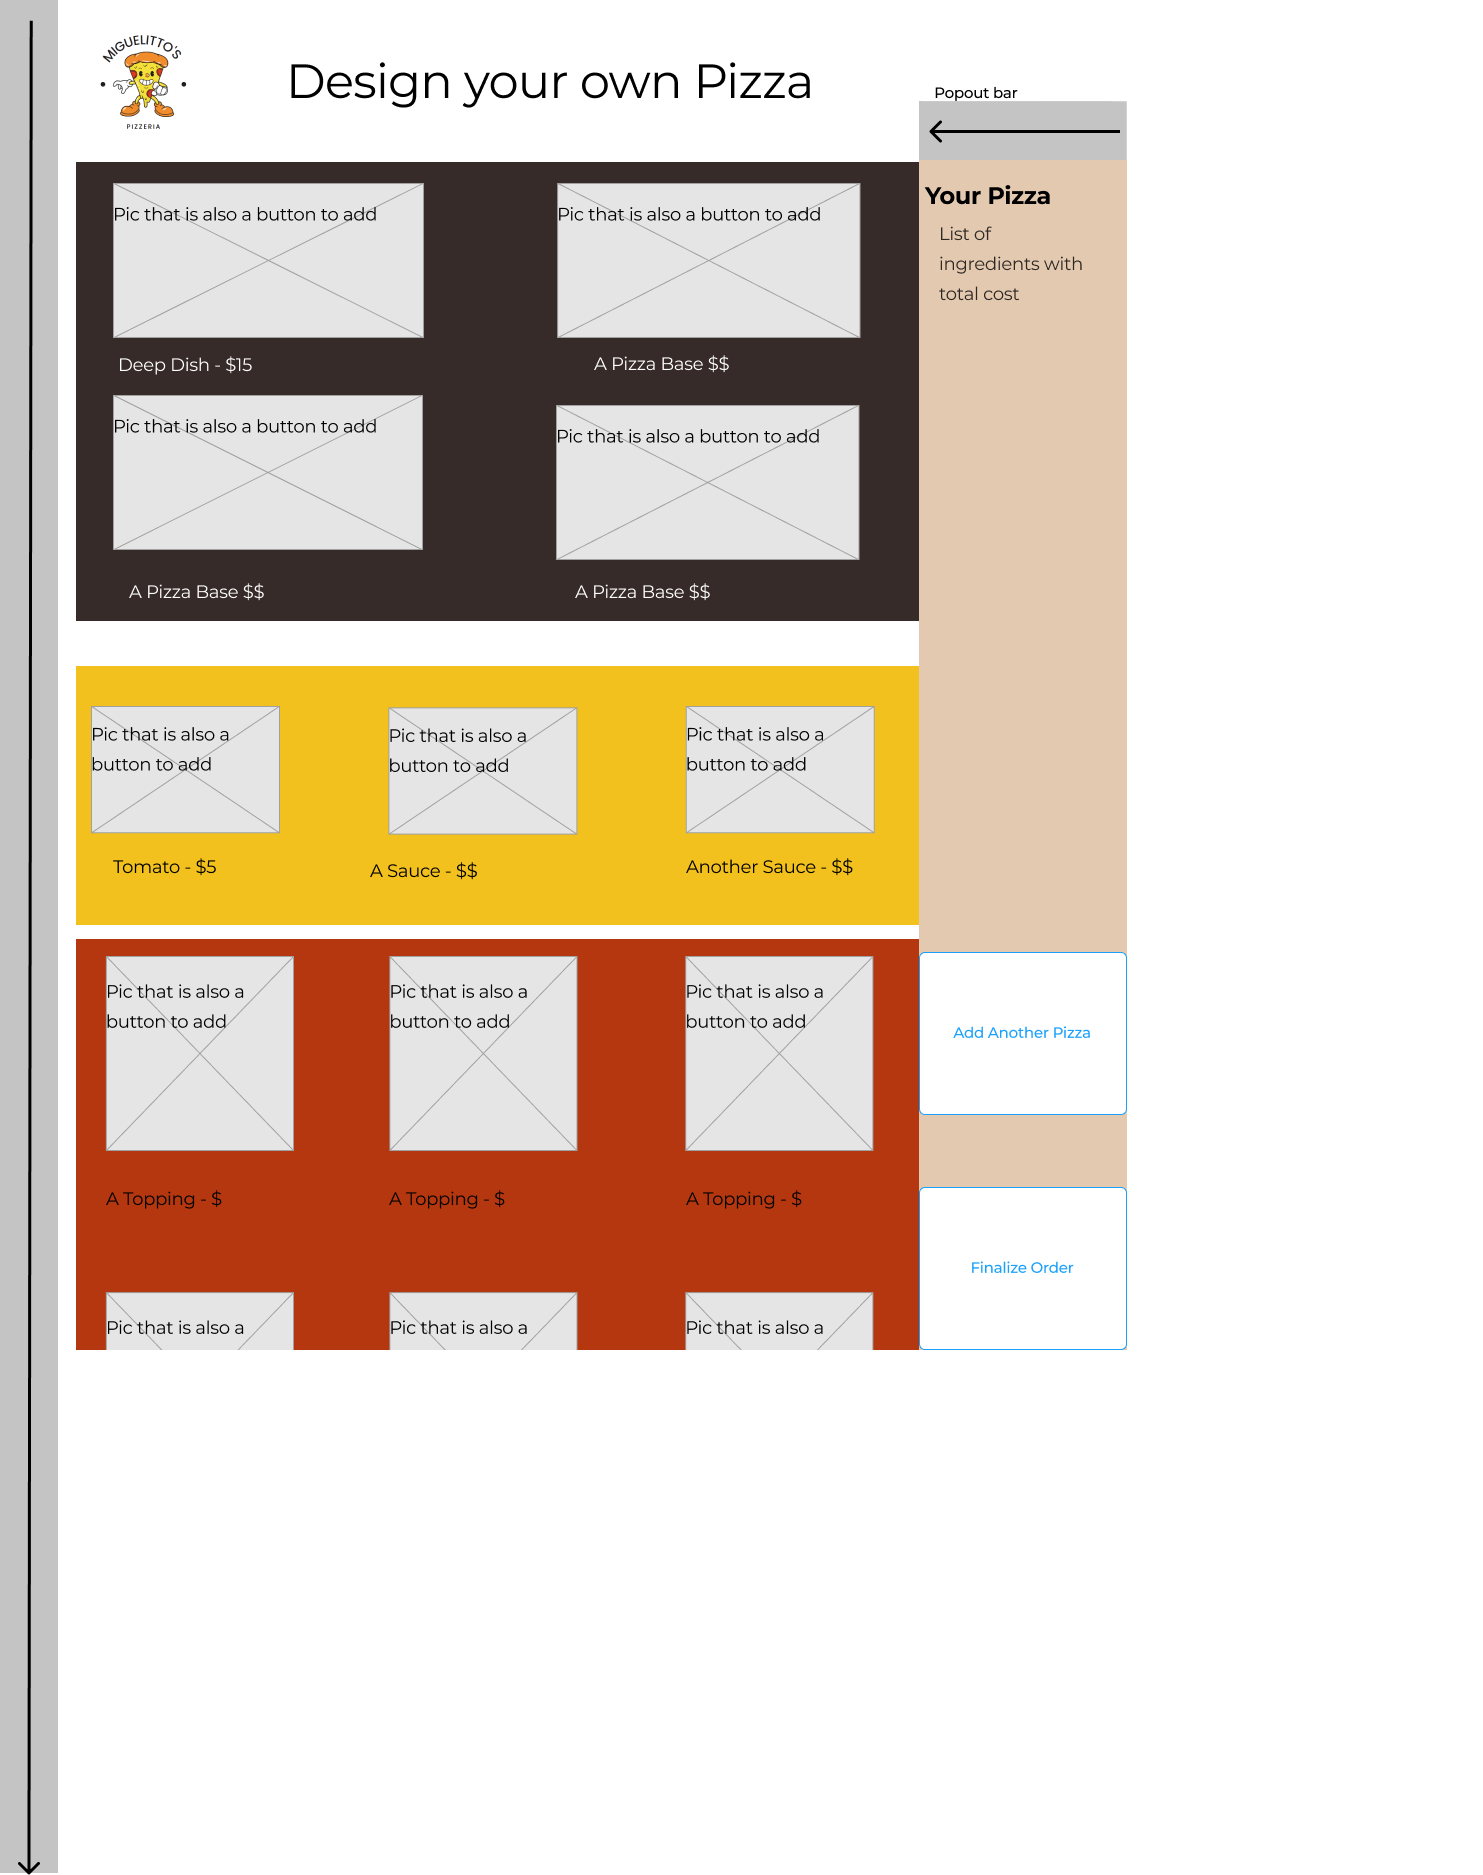 MIGUELITTO'S
PIZZERIA
Design your own Pizza
Popout bar
Your Pizza
List of
ingredients with
total cost
Pic that is also a button to add
Pic that is also a button to add
Deep Dish - $15
A Pizza Base $$
Pic that is also a button to add
Pic that is also a button to add
A Pizza Base $$
A Pizza Base $$
Pic that is also a
button to add
Pic that is also a
button to add
Pic that is also a
button to add
Tomato - $5
A Sauce - $$
Another Sauce - $$
Pic that is also a
button to add
Pic that is also a
button to add
Pic that is also a
button to add
A Topping - $
A Topping - $
A Topping - $
Pic that is also a
Pic that is also a
Pic that is also a
Add Another Pizza
Finalize Order